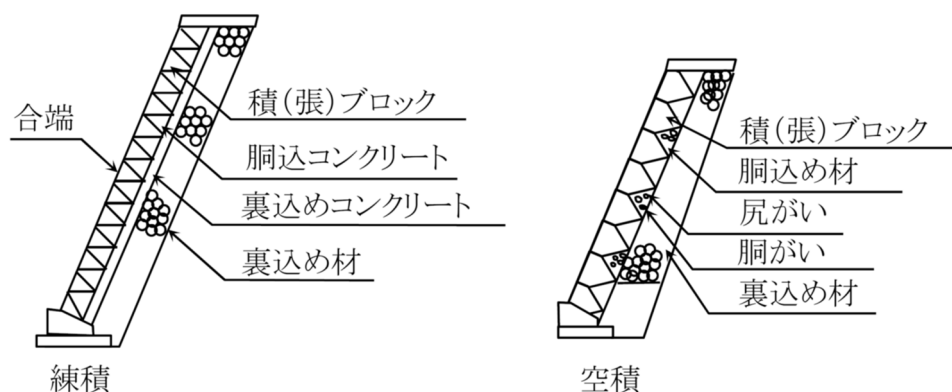 合端
積(張)ブロック
胴込コンクリート
裏込めコンクリート
裏込め材
練積
積(張)ブロック
胴込め材
尻がい
胴がい
裏込め材
空積